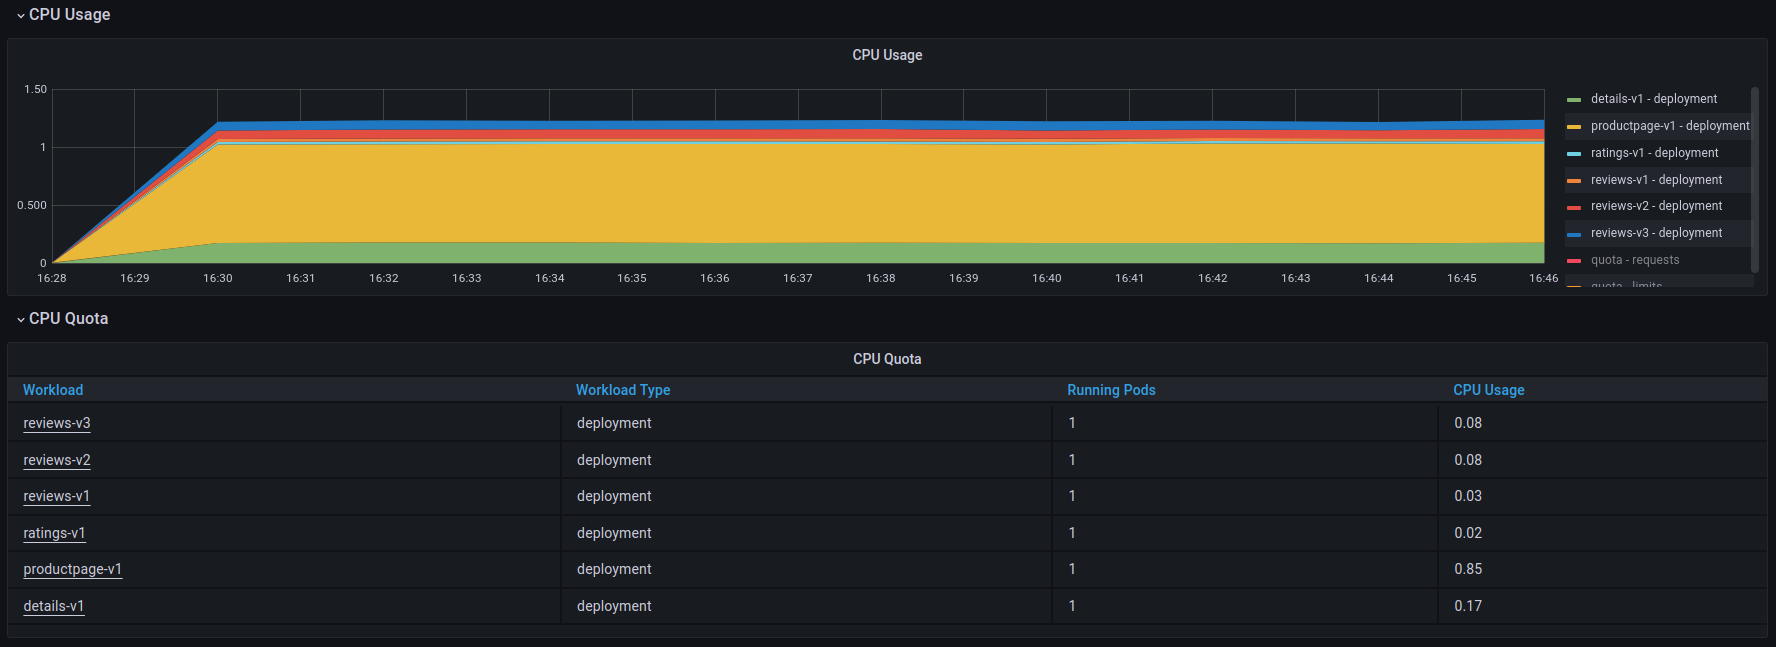 CPU Usage
CPU Usage
1.50
1
0.500
0
16:28 16:29 16:30 16:31 16:32 16:33 16:34 16:35 16:36 16:37 16:38 16:39 16:40 16:41 16:42 16:43 16:44 16:45 16:46
details-v1 - deployment
productpage-v1 - deployment
ratings-v1 - deployment
reviews-v1 - deployment
reviews-v2 - deployment
reviews-v3 - deployment
quota - requests
quota - limits
CPU Quota
CPU Quota
Workload Workload Type Running Pods CPU Usage
reviews-v3 deployment 1 0.08
reviews-v2 deployment 1 0.08
reviews-v1 deployment 1 0.03
ratings-v1 deployment 1 0.02
productpage-v1 deployment 1 0.85
details-v1 deployment 1 0.17